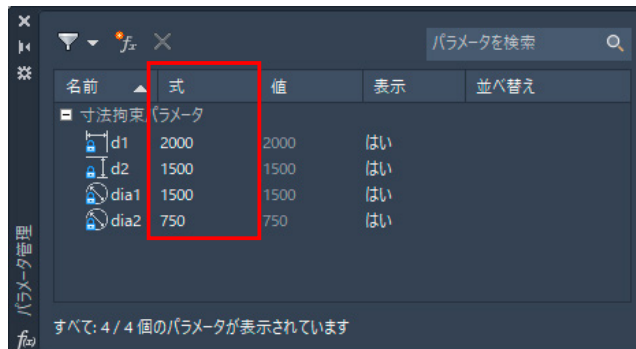 fx
パラメータを検索
名前 式 値 表示 並べ替え
寸法拘束パラメータ
d1 2000 2000 はい
d2 1500 1500 はい
dia1 1500 1500 はい
dia2 750 750 はい
すべて: 4 / 4 個のパラメータが表示されています
パラメータ管理
f(x)